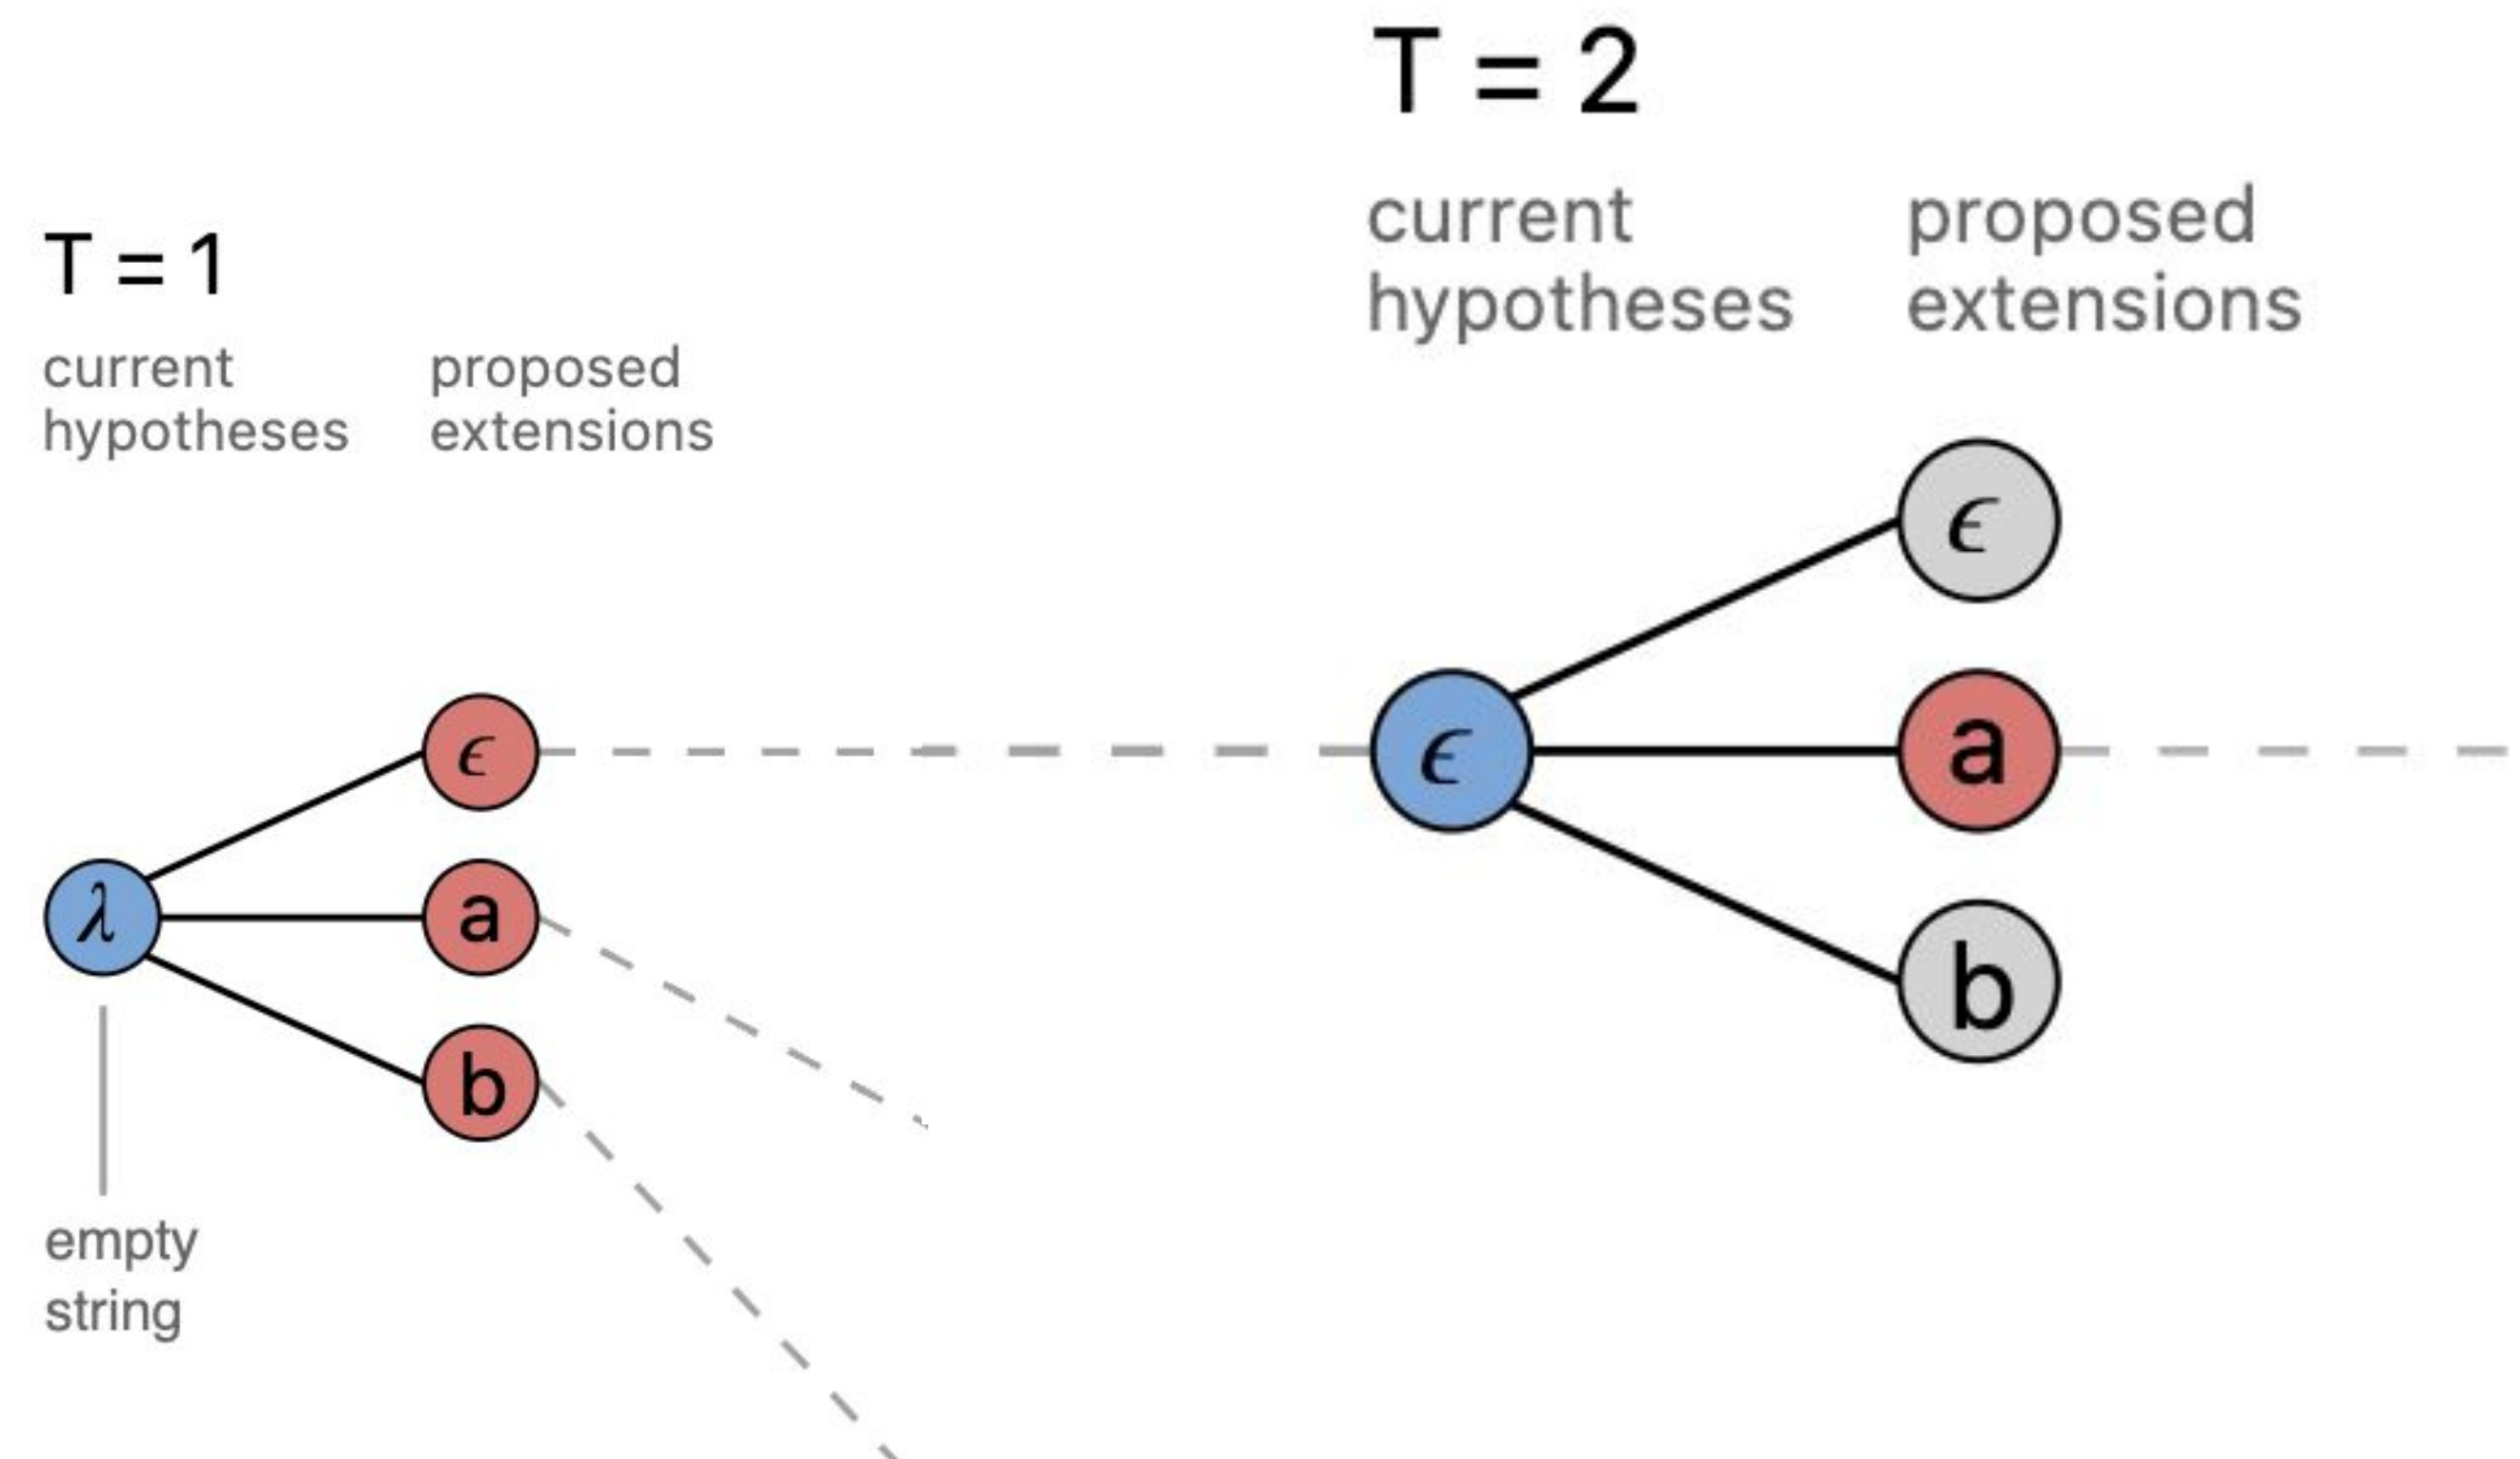 T = 1
current
hypotheses
proposed
extensions
λ
ϵ
a
b
empty
string
T = 2
current
hypotheses
proposed
extensions
ϵ
ϵ
a
b